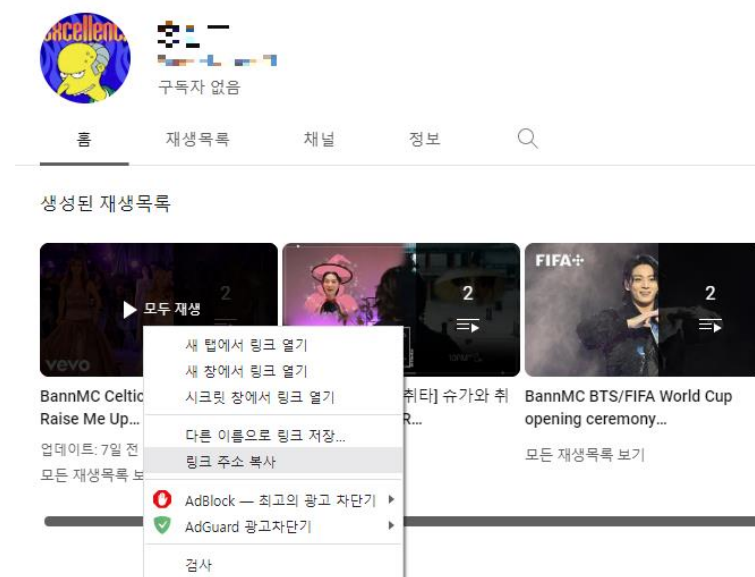 excellenc
구독자 없음
홈 재생목록 채널 정보
생성된 재생목록
2
▶ 모두 재생
vevo
2
FIFA+
2
BannMC Celtic
Raise Me Up...
업데이트: 7일 전
모든 재생목록 보
취타] 슈가와 취
R...
BannMC BTS/FIFA World Cup
opening ceremony...
모든 재생목록 보기
새 탭에서 링크 열기
새 창에서 링크 열기
시크릿 창에서 링크 열기
다른 이름으로 링크 저장...
링크 주소 복사
AdBlock — 최고의 광고 차단기
AdGuard 광고차단기
검사